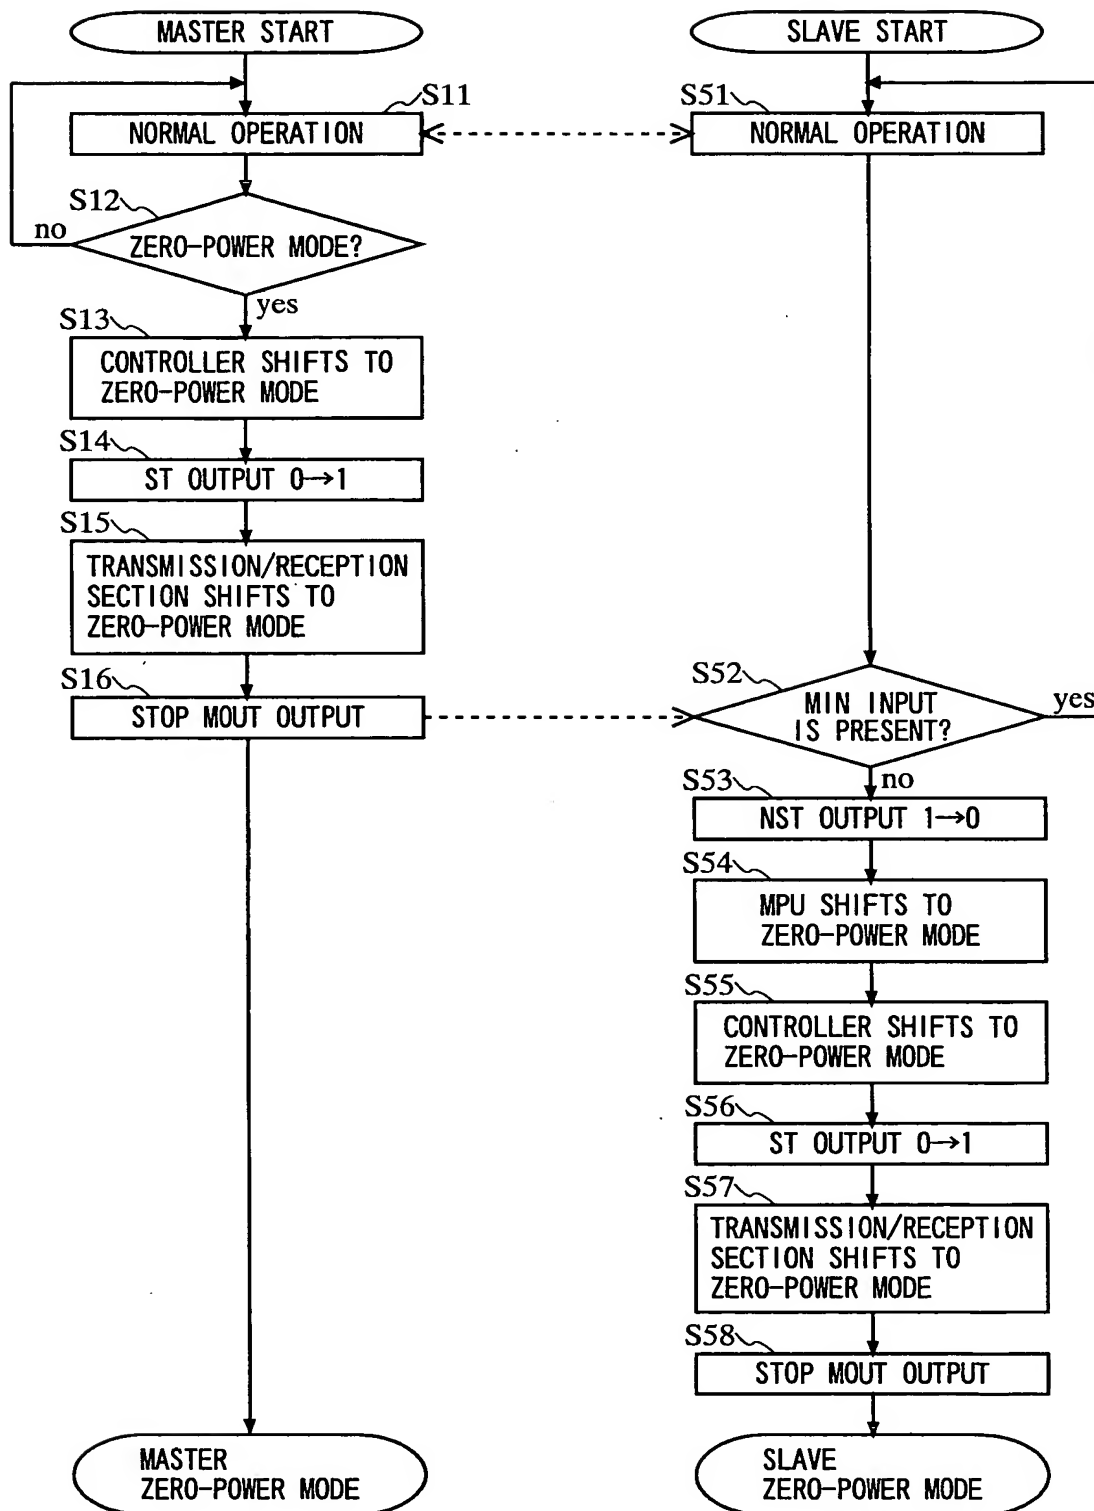 MASTER START
S11
NORMAL OPERATION
S12
no
ZERO-POWER MODE?
yes
S13
CONTROLLER SHIFTS TO
ZERO-POWER MODE
S14
ST OUTPUT 0→1
S15
TRANSMISSION/RECEPTION
SECTION SHIFTS TO
ZERO-POWER MODE
S16
STOP MOUT OUTPUT
MASTER
ZERO-POWER MODE
SLAVE START
S51
NORMAL OPERATION
S52
MIN INPUT
IS PRESENT?
yes
no
S53
NST OUTPUT 1→0
S54
MPU SHIFTS TO
ZERO-POWER MODE
S55
CONTROLLER SHIFTS TO
ZERO-POWER MODE
S56
ST OUTPUT 0→1
S57
TRANSMISSION/RECEPTION
SECTION SHIFTS TO
ZERO-POWER MODE
S58
STOP MOUT OUTPUT
SLAVE
ZERO-POWER MODE